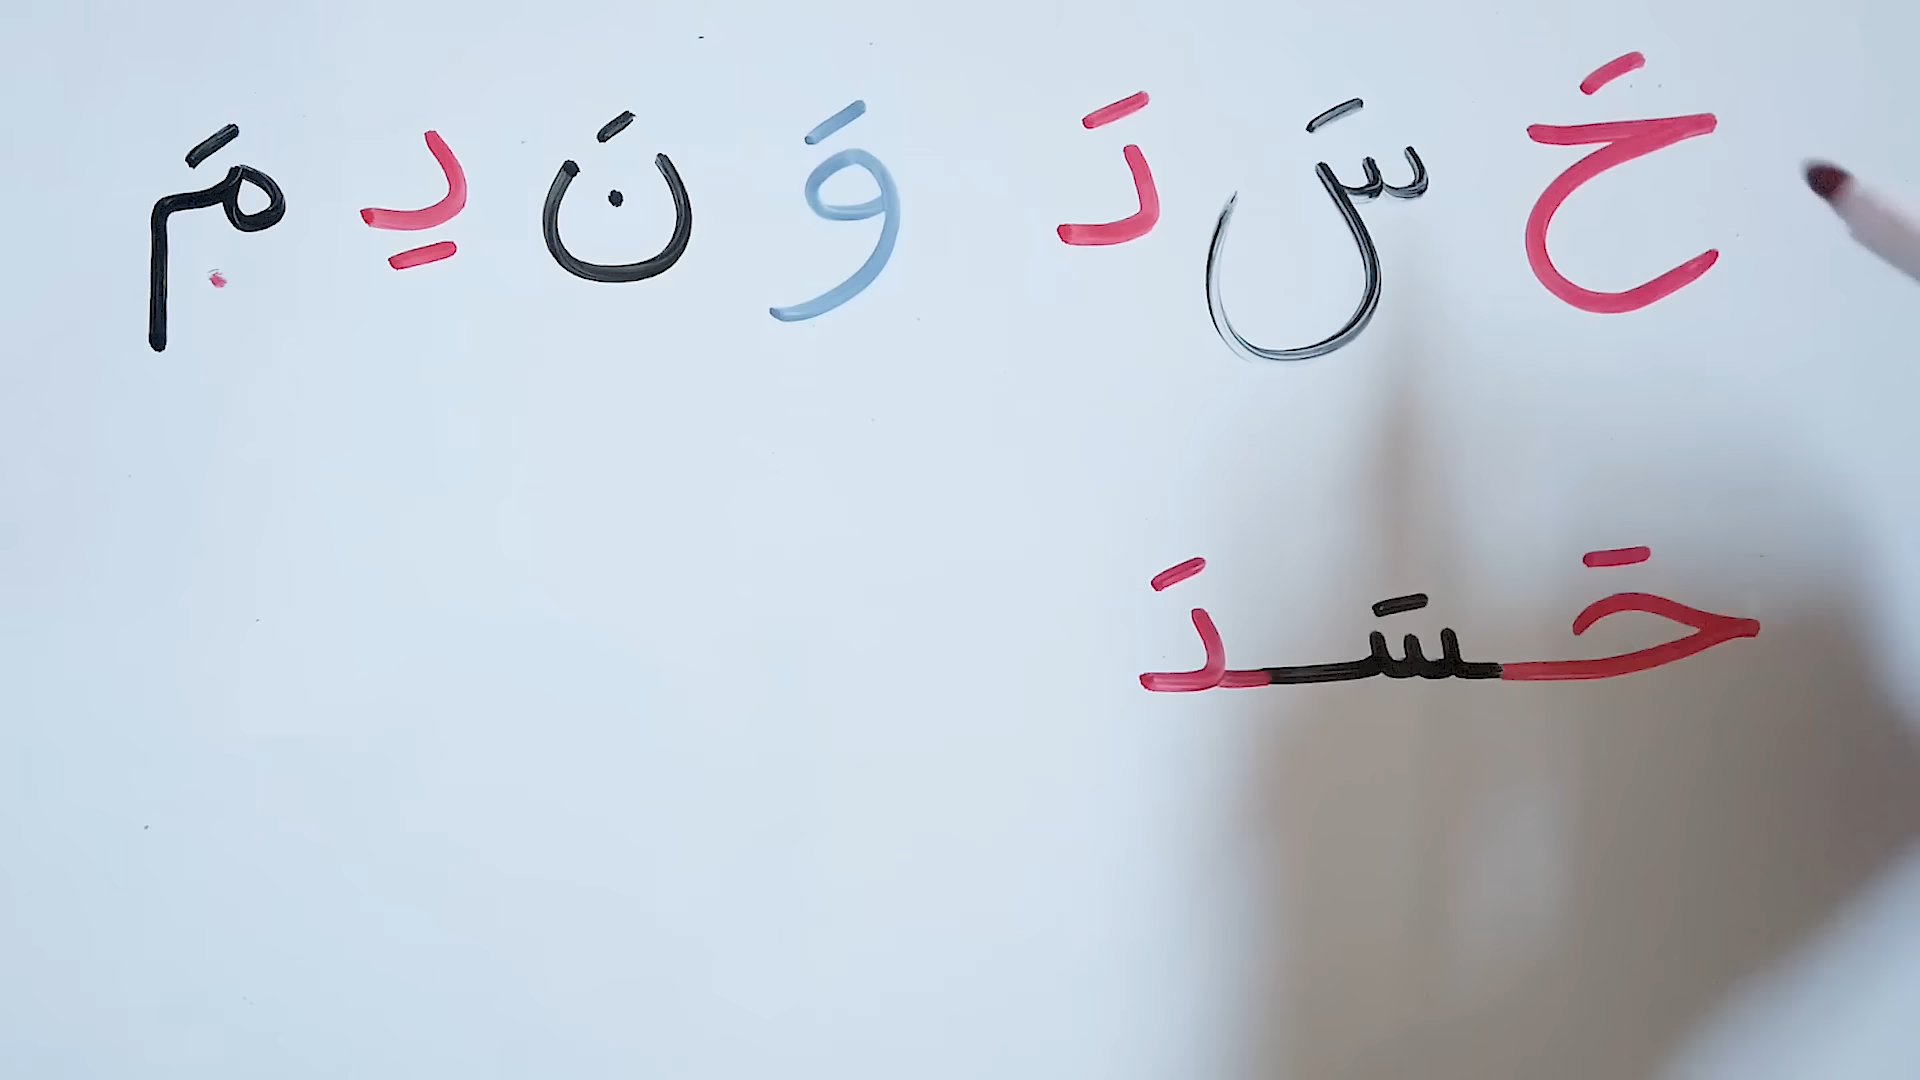 حَ سَ دَ وَ نَ دِ مَ
حَسَدَ